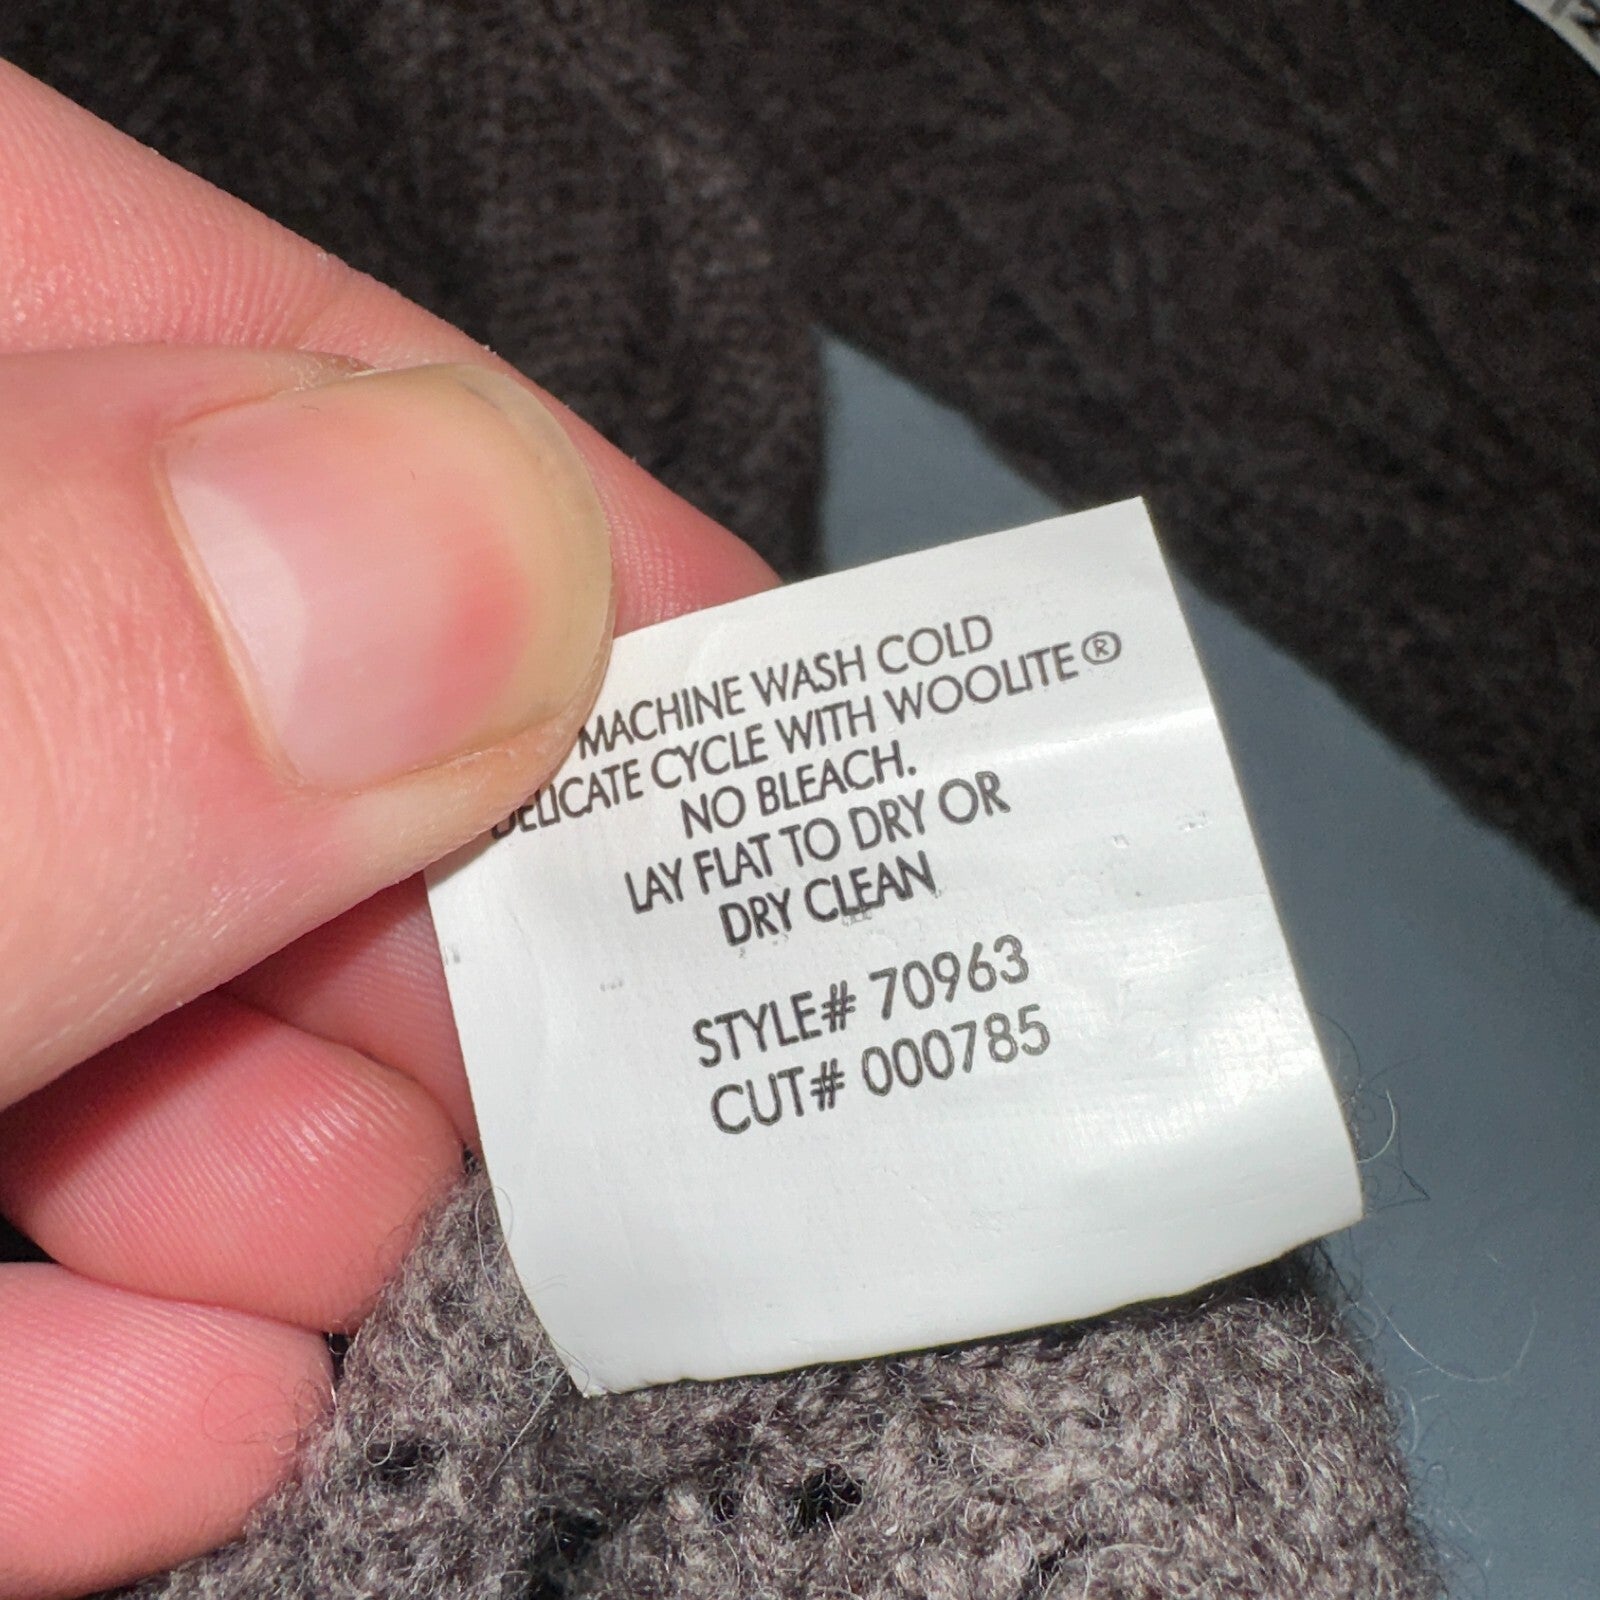 MACHINE WASH COLD
DELICATE CYCLE WITH WOOLITE®
NO BLEACH.
LAY FLAT TO DRY OR
DRY CLEAN
STYLE# 70963
CUT# 000785